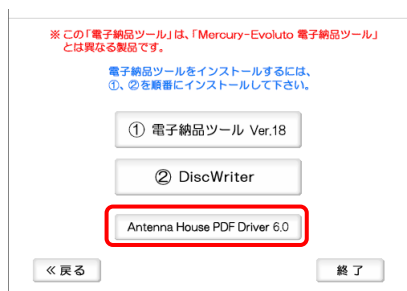 ※ この「電子納品ツール」は、「Mercury-Evoluto 電子納品ツール」
とは異なる製品です。
電子納品ツールをインストールするには、
①、②を順番にインストールして下さい。
① 電子納品ツール Ver.18
② DiscWriter
Antenna House PDF Driver 6.0
≪戻る
終了